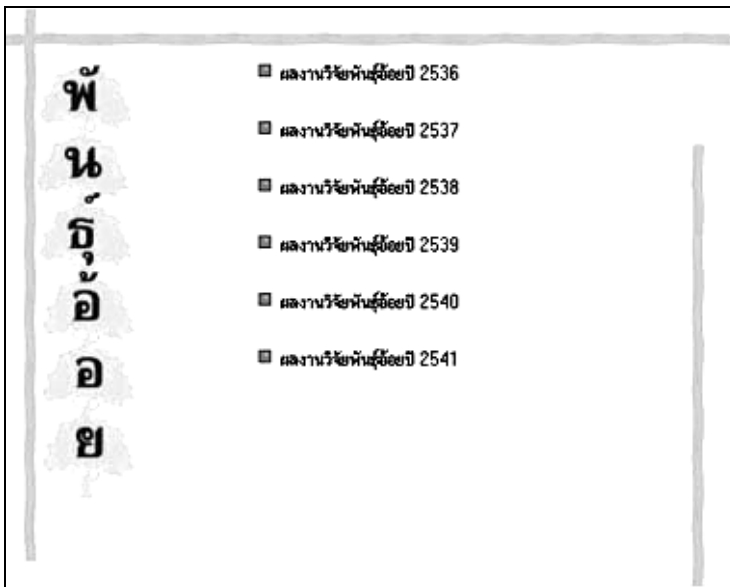 พันธุ์อ้อย
ผลงานวิจัยพันธุ์อ้อยปี 2536
ผลงานวิจัยพันธุ์อ้อยปี 2537
ผลงานวิจัยพันธุ์อ้อยปี 2538
ผลงานวิจัยพันธุ์อ้อยปี 2539
ผลงานวิจัยพันธุ์อ้อยปี 2540
ผลงานวิจัยพันธุ์อ้อยปี 2541